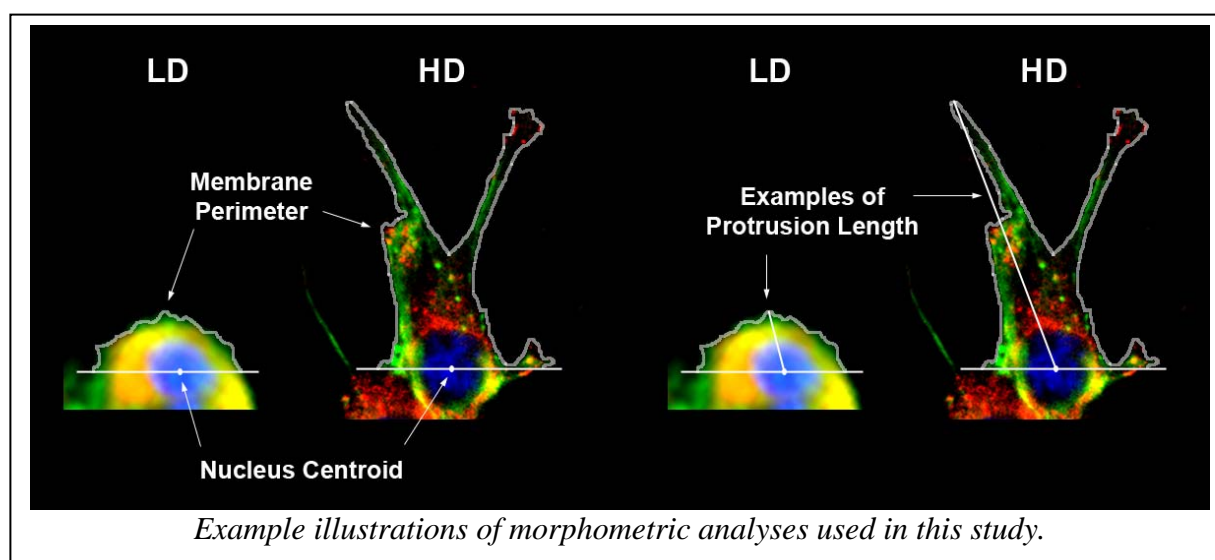 LD
HD
LD
HD
Membrane
Perimeter
Examples of
Protrusion Length
Nucleus Centroid
Example illustrations of morphometric analyses used in this study.